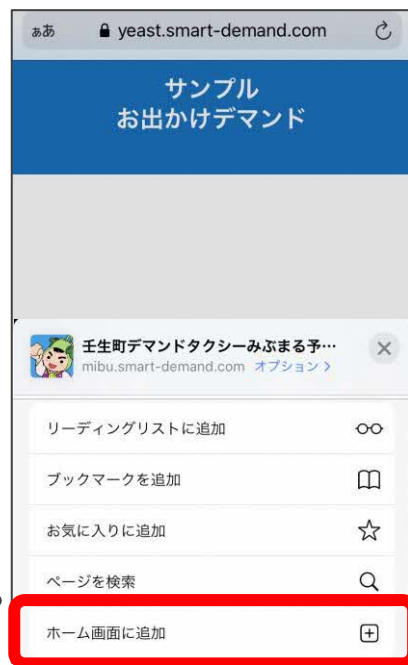 ぁあ yeast.smart-demand.com
サンプル
お出かけデマンド
壬生町デマンドタクシーみぶまる予…
mibu.smart-demand.com オプション >
リーディングリストに追加
ブックマークを追加
お気に入りに追加
ページを検索
ホーム画面に追加